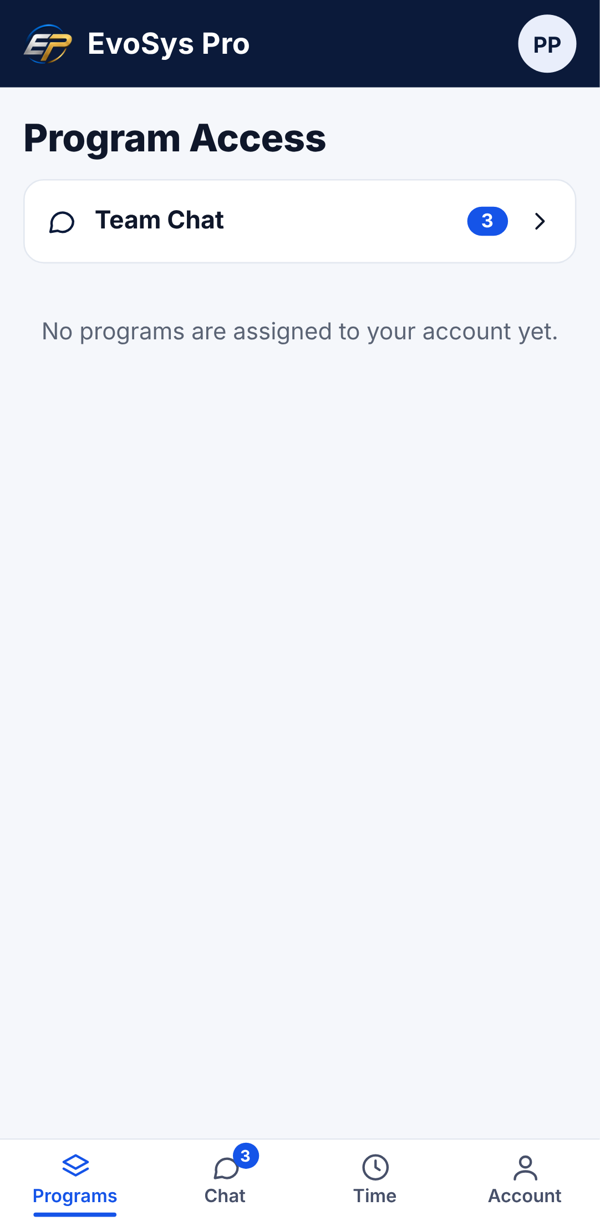 EP EvoSys Pro PP
Program Access
Team Chat 3
No programs are assigned to your account yet.
3
Programs Chat Time Account